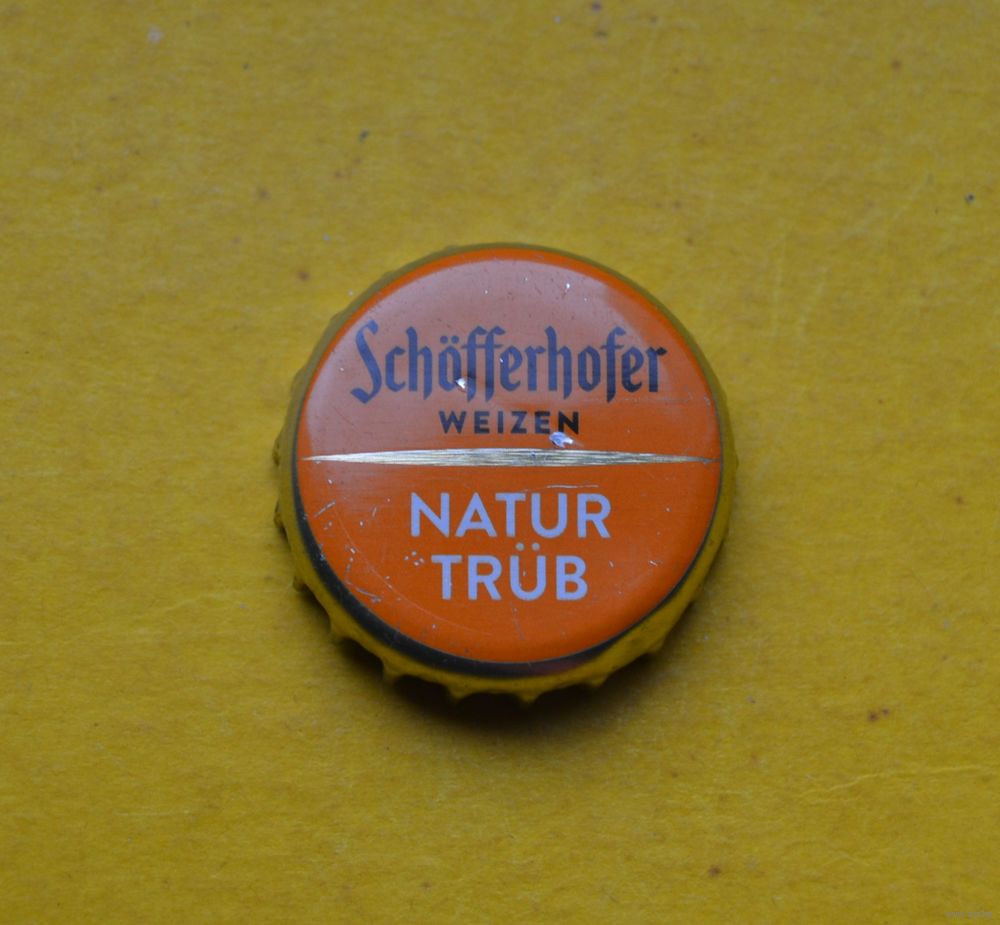 Schöfferhofer
WEIZEN
NATUR
TRÜB